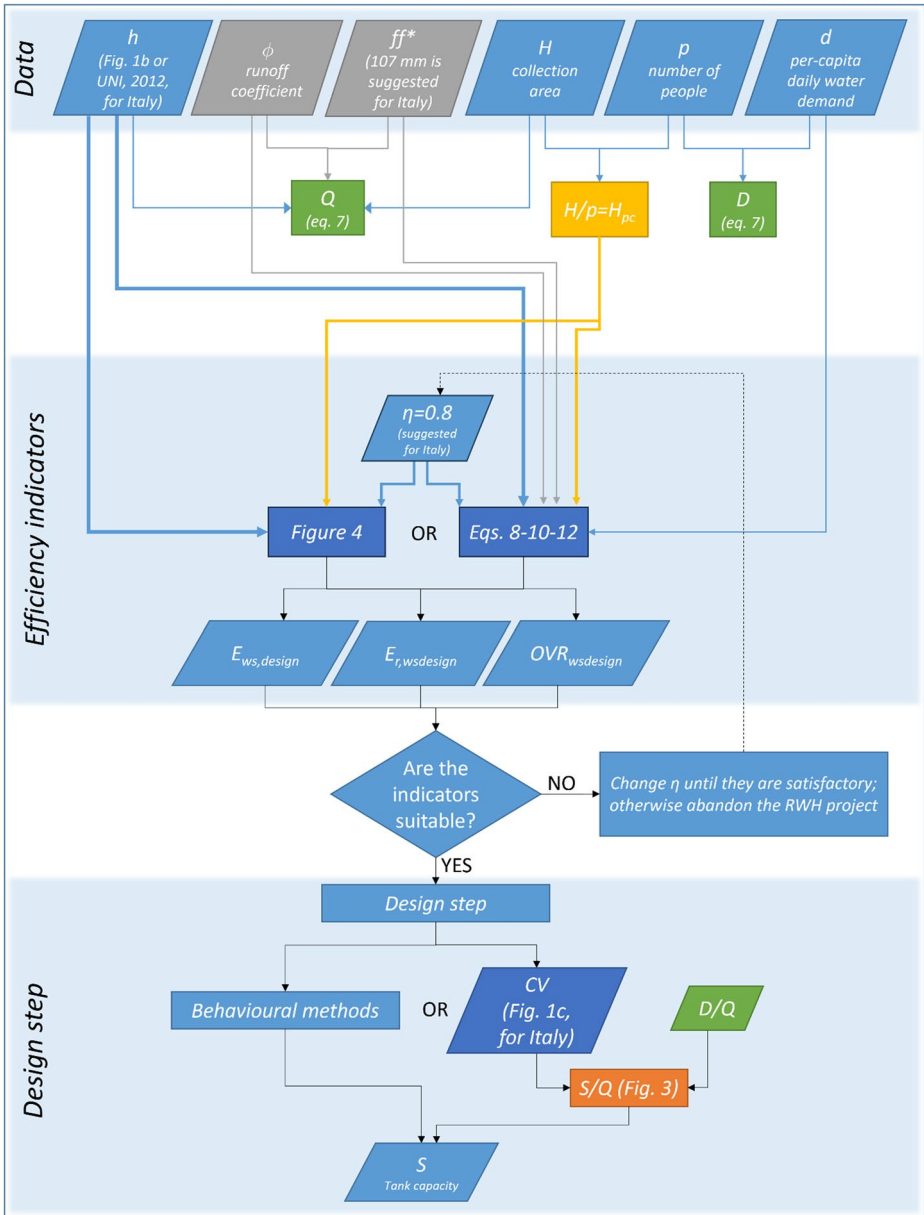 Data
h
(Fig. 1b or
UNI, 2012,
for Italy)
ϕ
runoff
coefficient
ff*
(107 mm is
suggested
for Italy)
H
collection
area
p
number of
people
d
per-capita
daily water
demand
Q
(eq. 7)
H/p=Hpc
D
(eq. 7)
Efficiency indicators
η=0.8
(suggested
for Italy)
Figure 4
OR
Eqs. 8-10-12
Ews,design
Er,wsdesign
OVRwsdesign
Are the
indicators
suitable?
NO
Change η until they are satisfactory;
otherwise abandon the RWH project
YES
Design step
Design step
Behavioural methods
OR
CV
(Fig. 1c,
for Italy)
D/Q
S/Q (Fig. 3)
S
Tank capacity